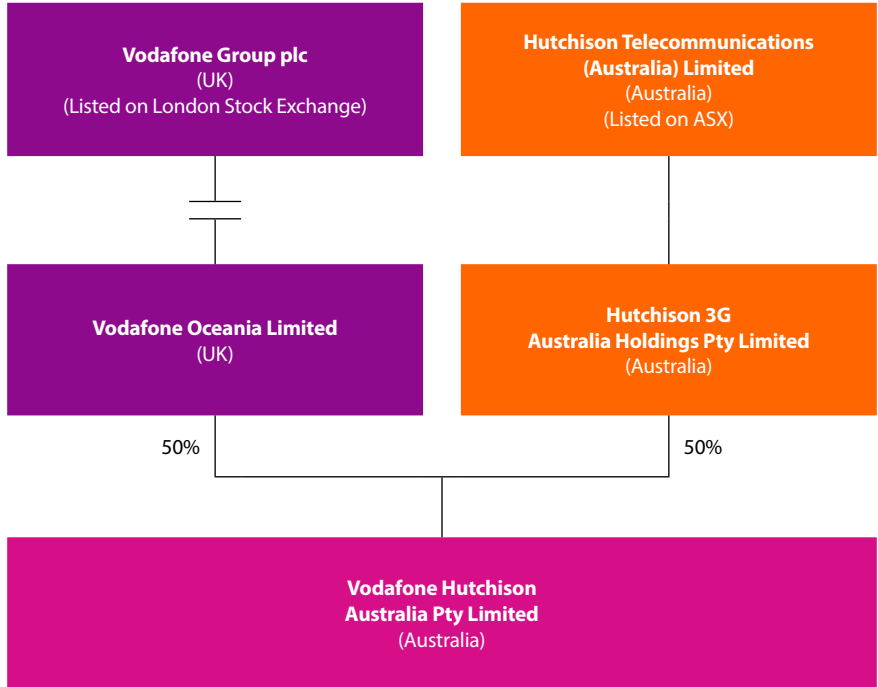 Vodafone Group plc
(UK)
(Listed on London Stock Exchange)
Hutchison Telecommunications
(Australia) Limited
(Australia)
(Listed on ASX)
Vodafone Oceania Limited
(UK)
Hutchison 3G
Australia Holdings Pty Limited
(Australia)
50%
50%
Vodafone Hutchison
Australia Pty Limited
(Australia)